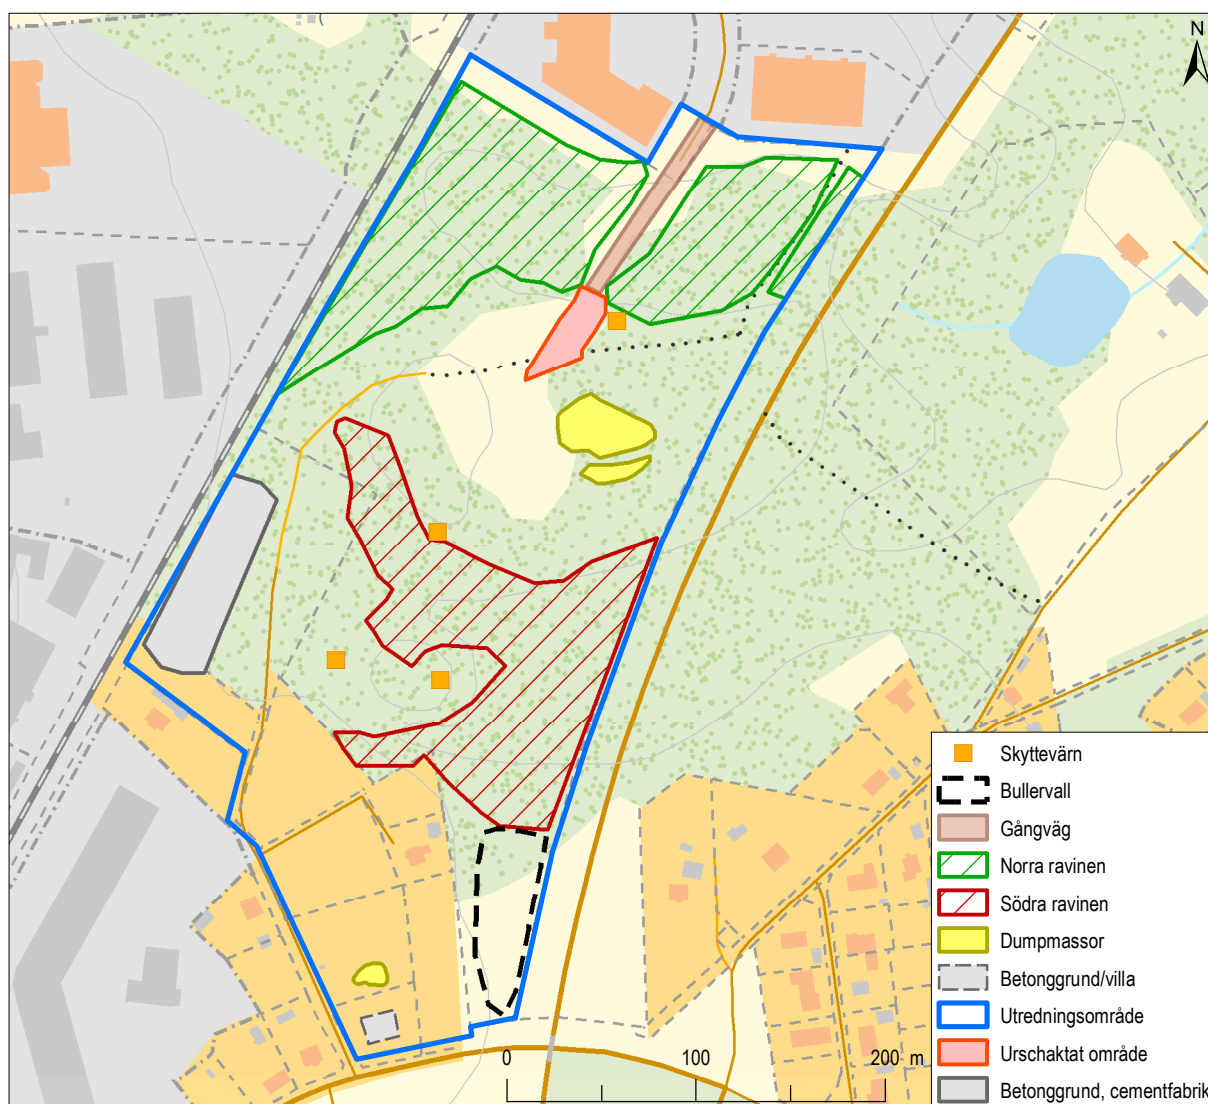 N
Skyttevärn
Bullervall
Gångväg
Norra ravinen
Södra ravinen
Dumpmassor
Betonggrund/villa
Utredningsområde
Urschaktat område
Betonggrund, cementfabrik
0 100 200 m